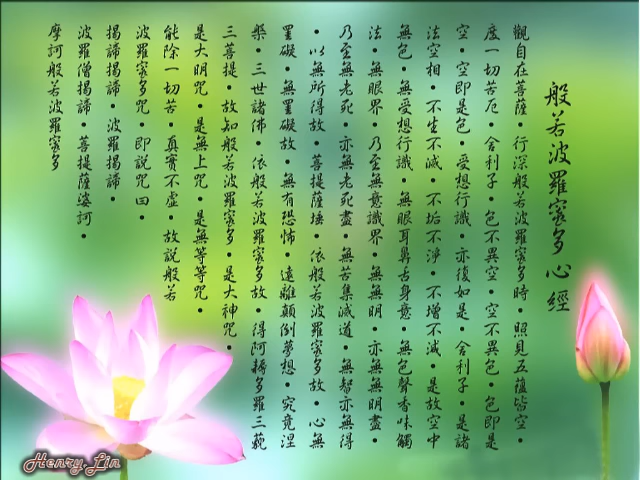 般若波羅蜜多心經
觀自在菩薩•行深般若波羅蜜多時•照見五蘊皆空•
度一切苦厄•舍利子•色不異空•空不異色•色即是
空•空即是色•受想行識•亦復如是•舍利子•是諸
法空相•不生不滅•不垢不淨•不增不減•是故空中
無色•無受想行識•無眼耳鼻舌身意•無色聲香味觸
法•無眼界•乃至無意識界•無無明•亦無無明盡•
乃至無老死•亦無老死盡•無苦集滅道•無智亦無得
•以無所得故•菩提薩埵•依般若波羅蜜多故•心無
罣礙•無罣礙故•無有恐怖•遠離顛倒夢想•究竟涅
槃•三世諸佛•依般若波羅蜜多故•得阿耨多羅三藐
三菩提•故知般若波羅蜜多•是大神咒•
是大明咒•是無上咒•是無等等咒•
能除一切苦•真實不虛•故說般若
波羅蜜多咒•即說咒曰•
揭諦揭諦•波羅揭諦•
波羅僧揭諦•菩提薩婆訶•
摩訶般若波羅蜜多
Henry.Lin